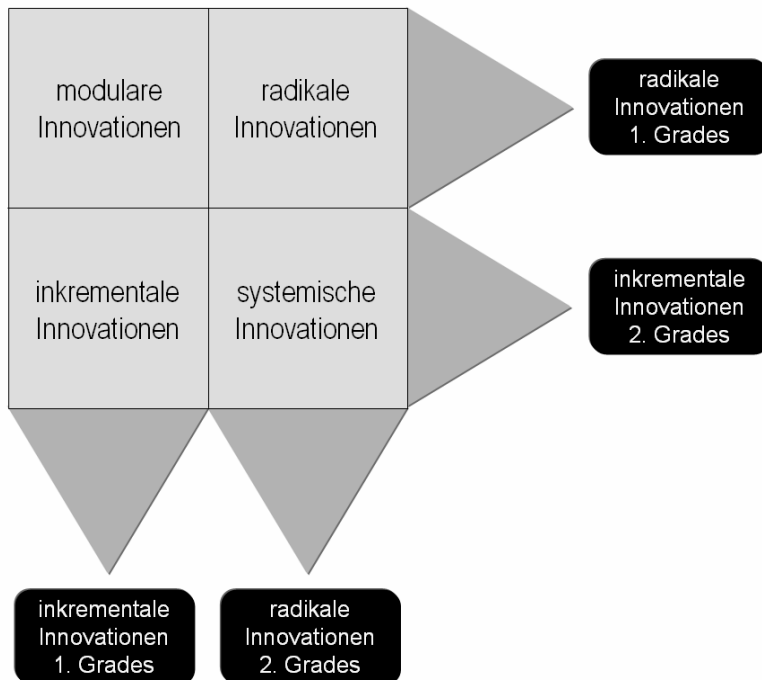 modulare
Innovationen
radikale
Innovationen
radikale
Innovationen
1. Grades
inkrementale
Innovationen
systemische
Innovationen
inkrementale
Innovationen
2. Grades
inkrementale
Innovationen
1. Grades
radikale
Innovationen
2. Grades